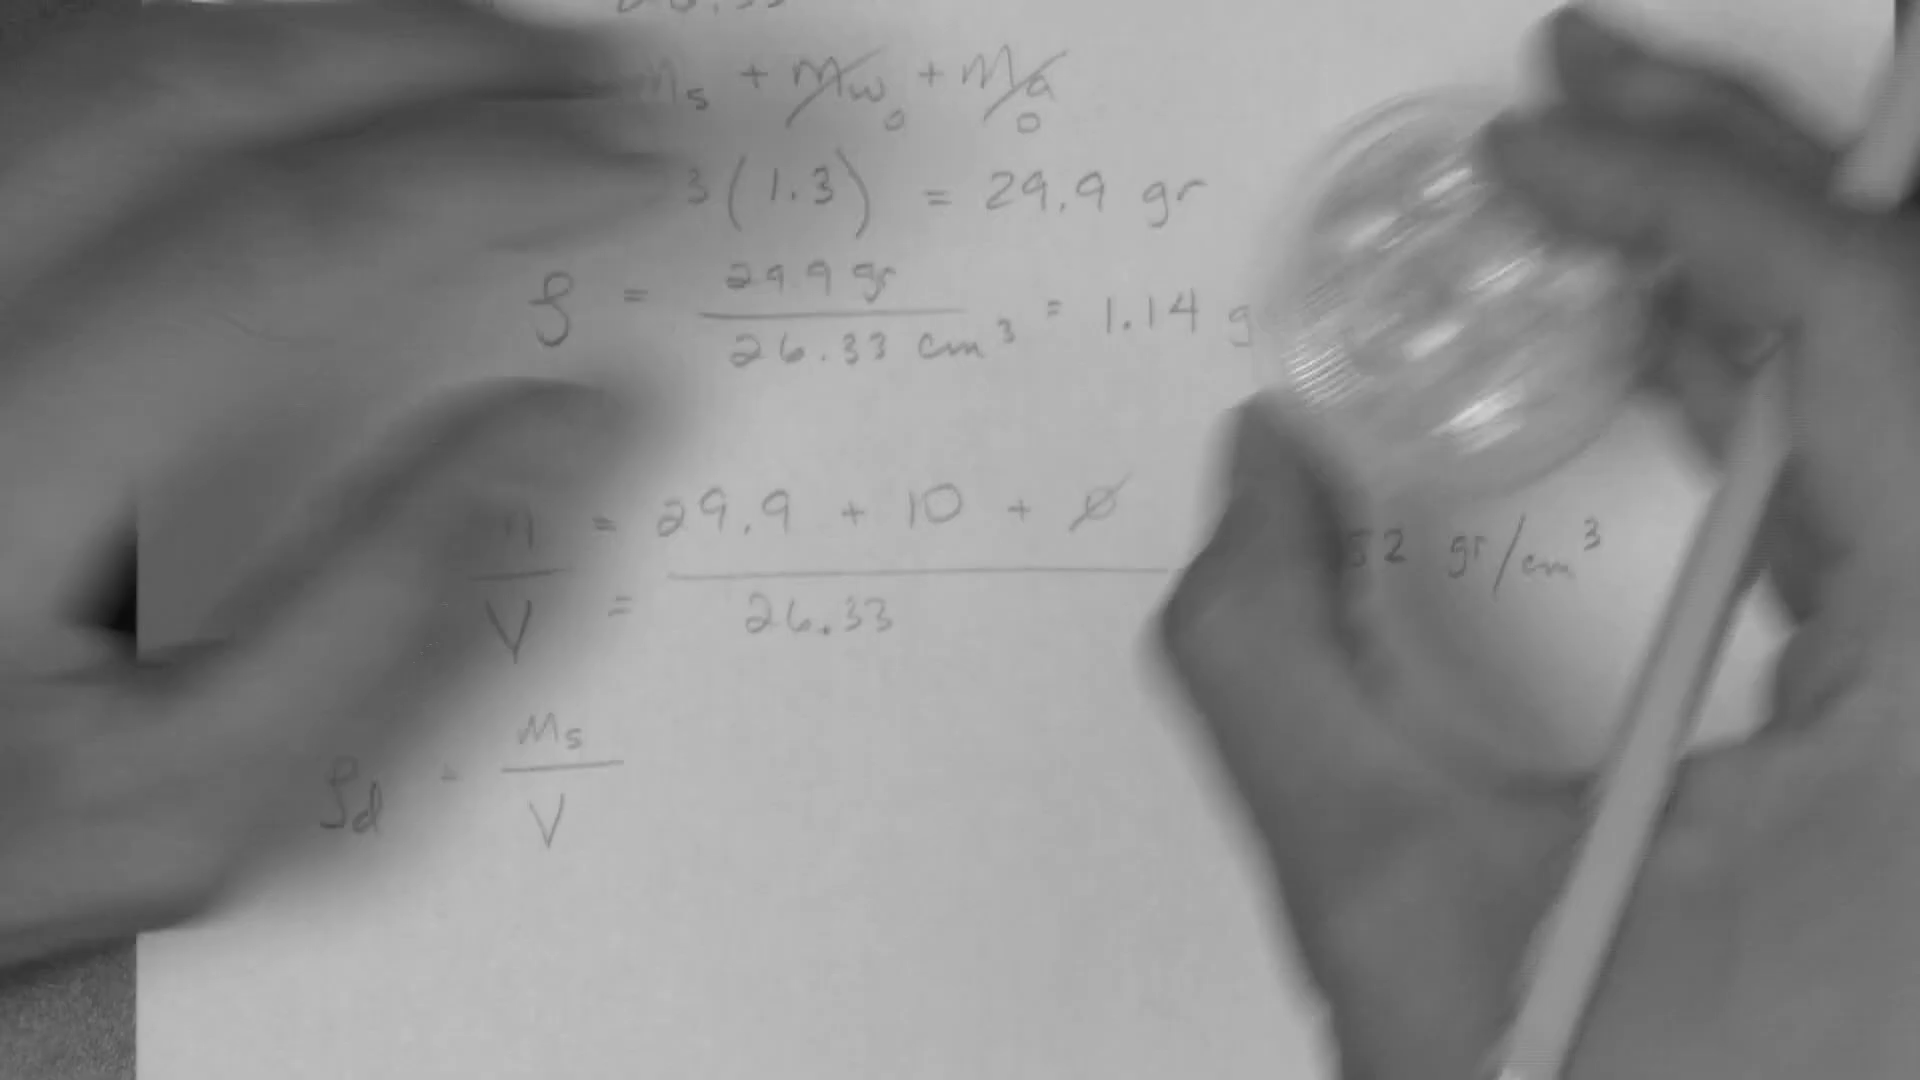 s + mw 0 + ma 0
3 (1.3) = 29.9 gr
ρ = 29.9 gr / 26.33 cm³ = 1.14 g
= 29.9 + 10 + ∅
V = 26.33
52 gr/cm³
ρd = Ms / V